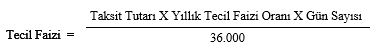 Taksit Tutarı X Yıllık Tecil Faizi Oranı X Gün Sayısı
Tecil Faizi =
36.000